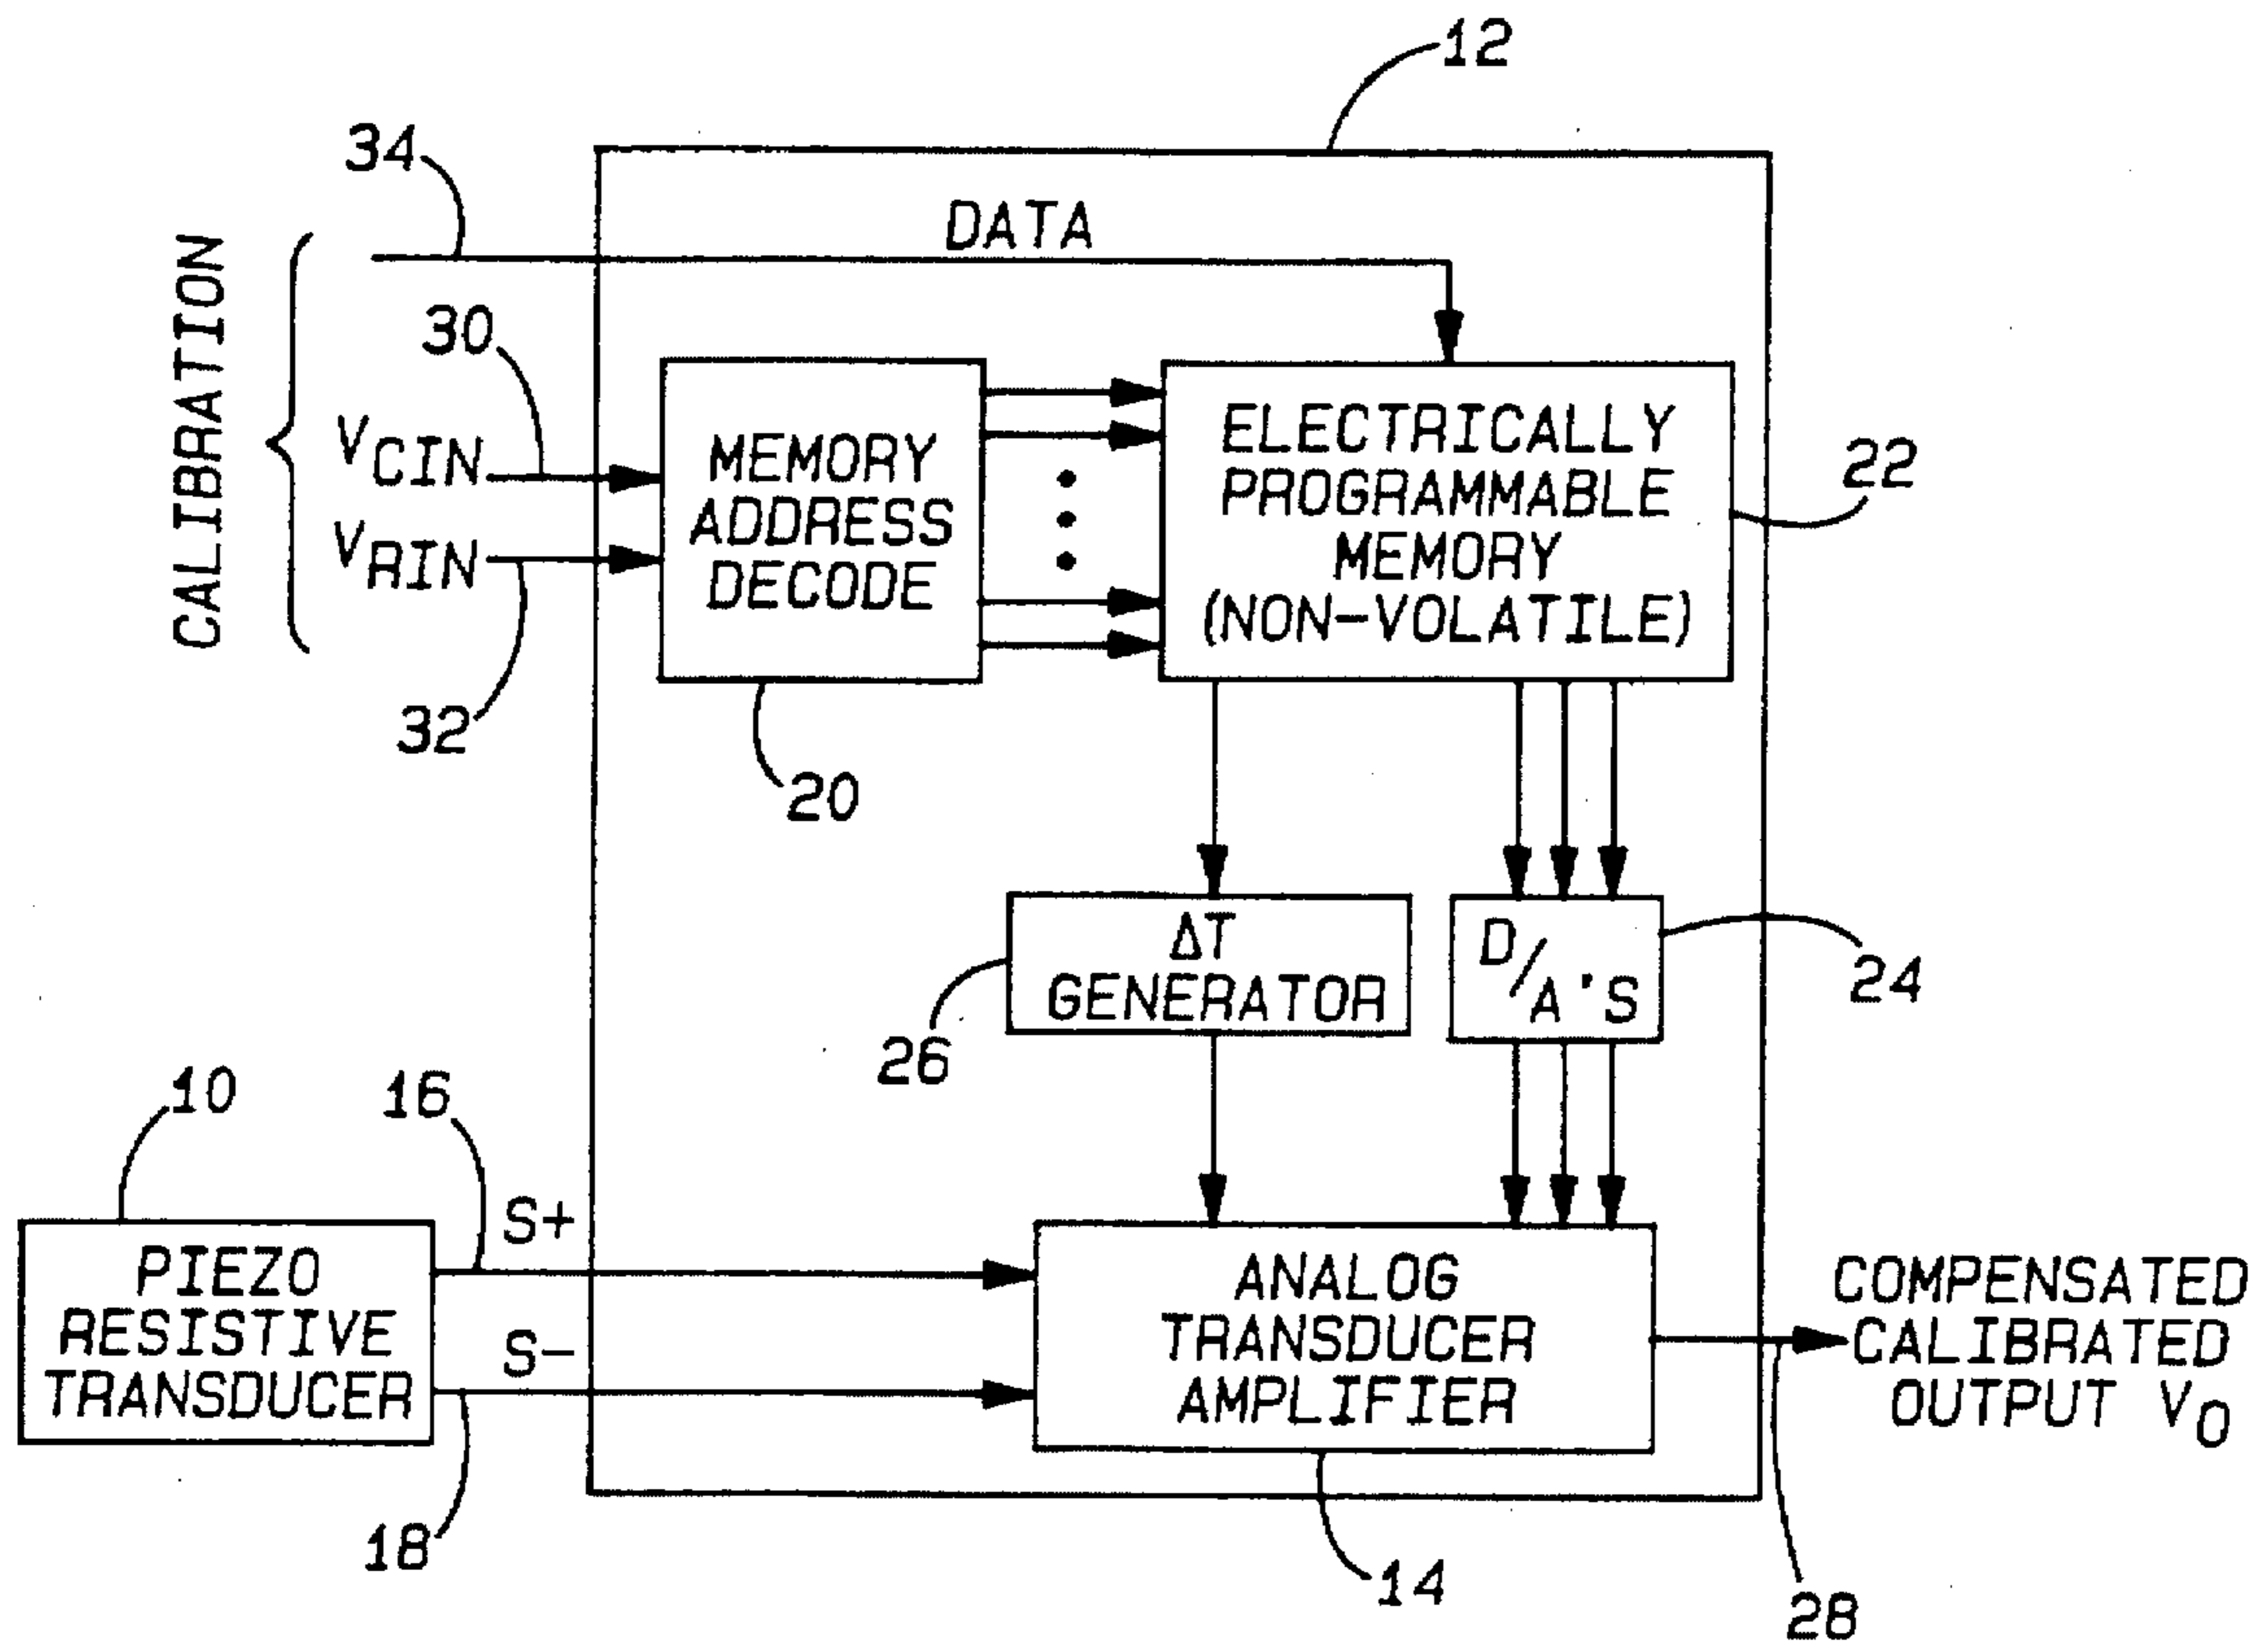 12
34
DATA
CALIBRATION
30
VCIN
VRIN
32
MEMORY
ADDRESS
DECODE
20
ELECTRICALLY
PROGRAMMABLE
MEMORY
(NON-VOLATILE)
22
ΔT
GENERATOR
26
D/A'S
24
10
16
S+
PIEZO
RESISTIVE
TRANSDUCER
S-
18
ANALOG
TRANSDUCER
AMPLIFIER
14
COMPENSATED
CALIBRATED
OUTPUT VO
28